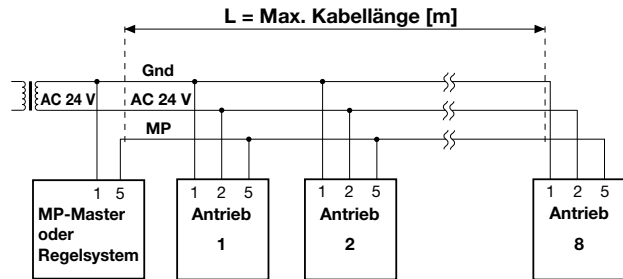 L = Max. Kabellänge [m]
Gnd
AC 24 V AC 24 V
MP
1 5 1 2 5 1 2 5 1 2 5
MP-Master
oder
Regelsystem
Antrieb
1
Antrieb
2
Antrieb
8